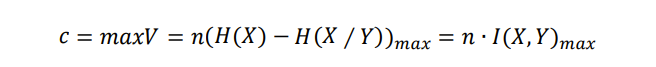 c = maxV = n(H(X) − H(X / Y))max = n · I(X,Y)max